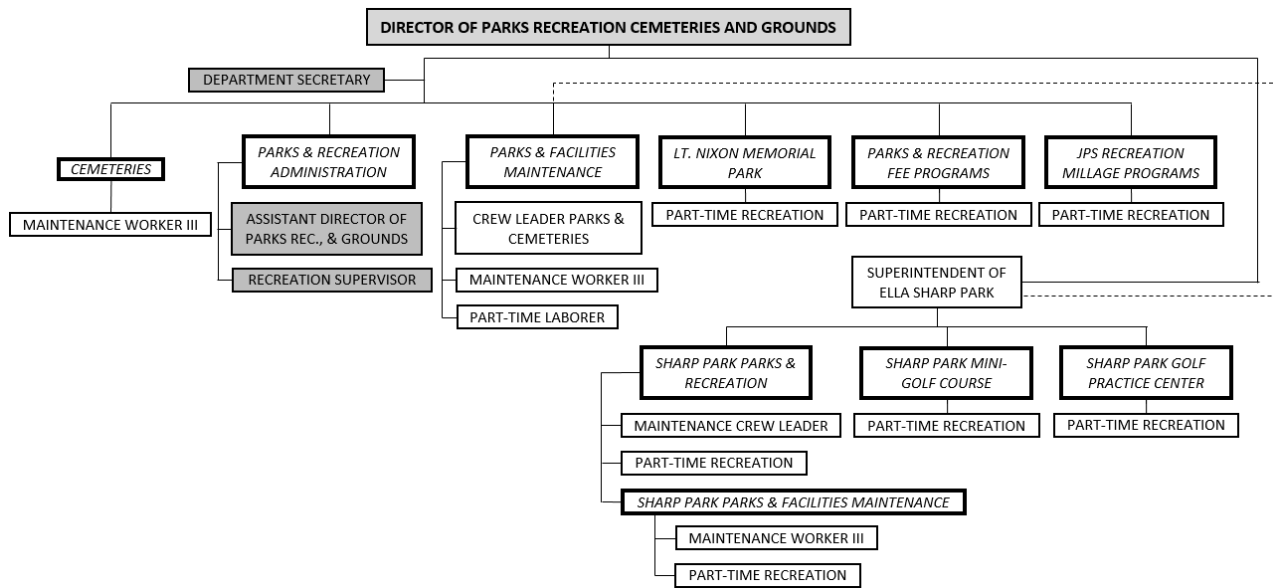 DIRECTOR OF PARKS RECREATION CEMETERIES AND GROUNDS
DEPARTMENT SECRETARY
CEMETERIES
MAINTENANCE WORKER III
PARKS & RECREATION
ADMINISTRATION
ASSISTANT DIRECTOR OF
PARKS REC., & GROUNDS
RECREATION SUPERVISOR
PARKS & FACILITIES
MAINTENANCE
CREW LEADER PARKS &
CEMETERIES
MAINTENANCE WORKER III
PART-TIME LABORER
LT. NIXON MEMORIAL
PARK
PART-TIME RECREATION
PARKS & RECREATION
FEE PROGRAMS
PART-TIME RECREATION
JPS RECREATION
MILLAGE PROGRAMS
PART-TIME RECREATION
SUPERINTENDENT OF
ELLA SHARP PARK
SHARP PARK PARKS &
RECREATION
MAINTENANCE CREW LEADER
PART-TIME RECREATION
SHARP PARK PARKS & FACILITIES MAINTENANCE
MAINTENANCE WORKER III
PART-TIME RECREATION
SHARP PARK MINI-
GOLF COURSE
PART-TIME RECREATION
SHARP PARK GOLF
PRACTICE CENTER
PART-TIME RECREATION